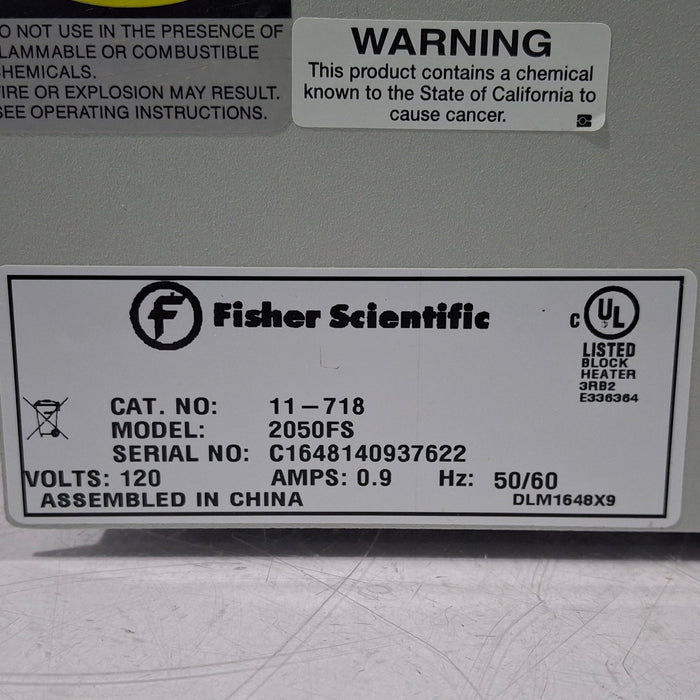 O NOT USE IN THE PRESENCE OF
LAMMABLE OR COMBUSTIBLE
HEMICALS.
IRE OR EXPLOSION MAY RESULT.
SEE OPERATING INSTRUCTIONS.
WARNING
This product contains a chemical
known to the State of California to
cause cancer.
Fisher Scientific
C UL
LISTED
BLOCK
HEATER
3RB2
E336364
CAT. NO: 11-718
MODEL: 2050FS
SERIAL NO: C1648140937622
VOLTS: 120 AMPS: 0.9 Hz: 50/60
ASSEMBLED IN CHINA DLM1648X9